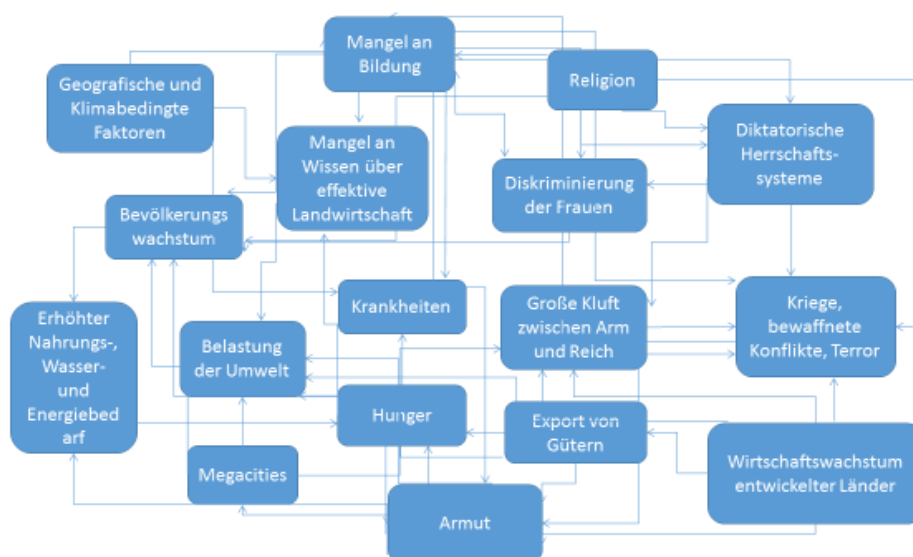 Mangel an
Bildung
Religion
Geografische und
Klimabedingte
Faktoren
Diktatorische
Herrschafts-
systeme
Mangel an
Wissen über
effektive
Landwirtschaft
Diskriminierung
der Frauen
Bevölkerungs
wachstum
Krankheiten
Große Kluft
zwischen Arm
und Reich
Kriege,
bewaffnete
Konflikte, Terror
Erhöhter
Nahrungs-,
Wasser-
und
Energiebed
arf
Belastung
der Umwelt
Hunger
Export von
Gütern
Megacities
Wirtschaftswachstum
entwickelter Länder
Armut